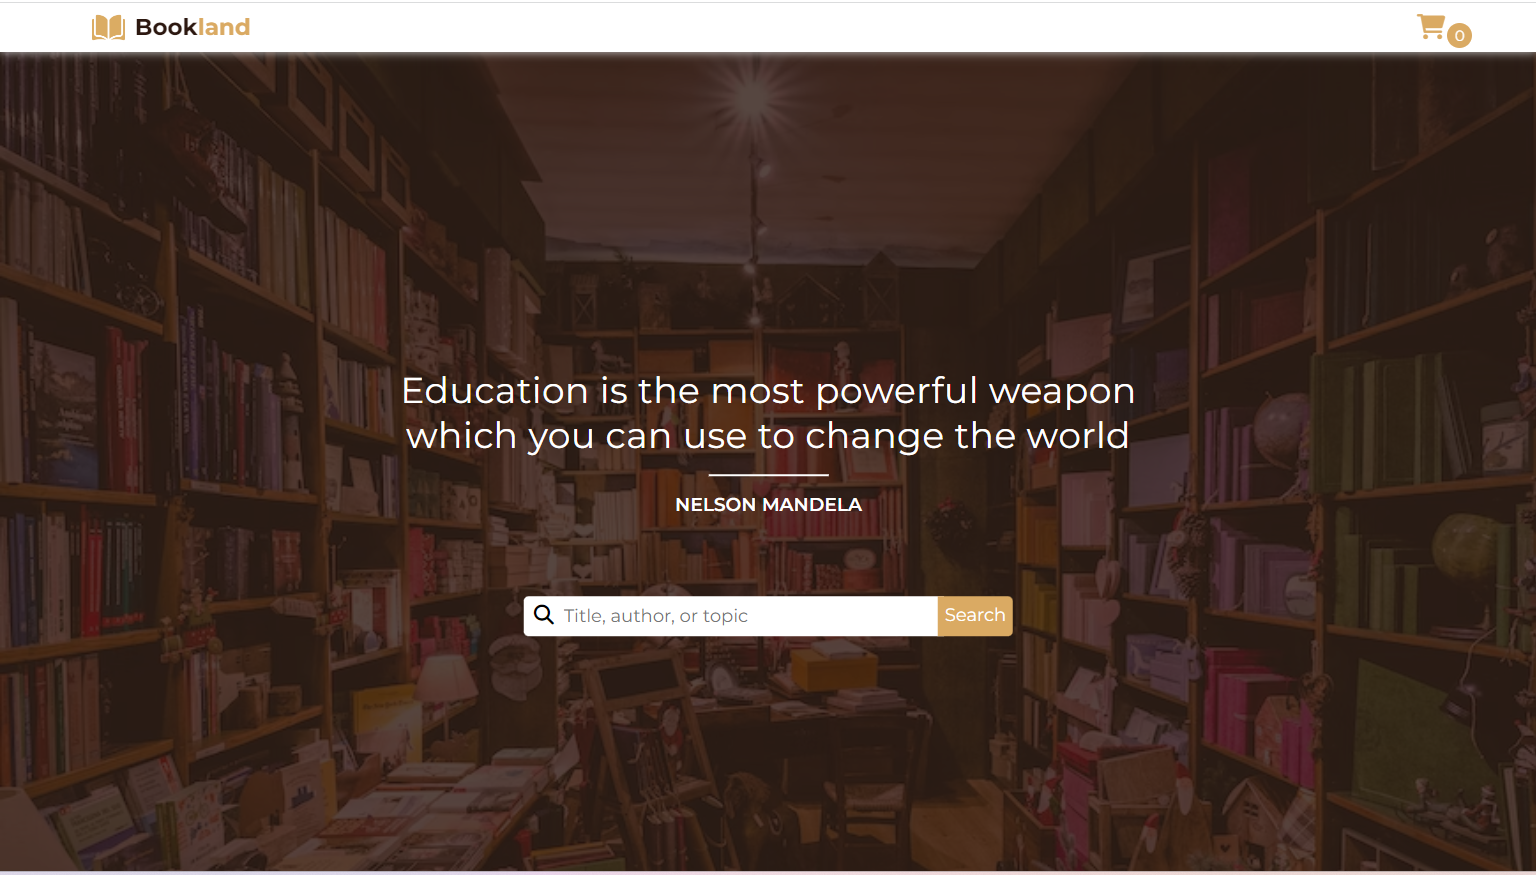 Bookland
0
Education is the most powerful weapon
which you can use to change the world
NELSON MANDELA
Title, author, or topic
Search